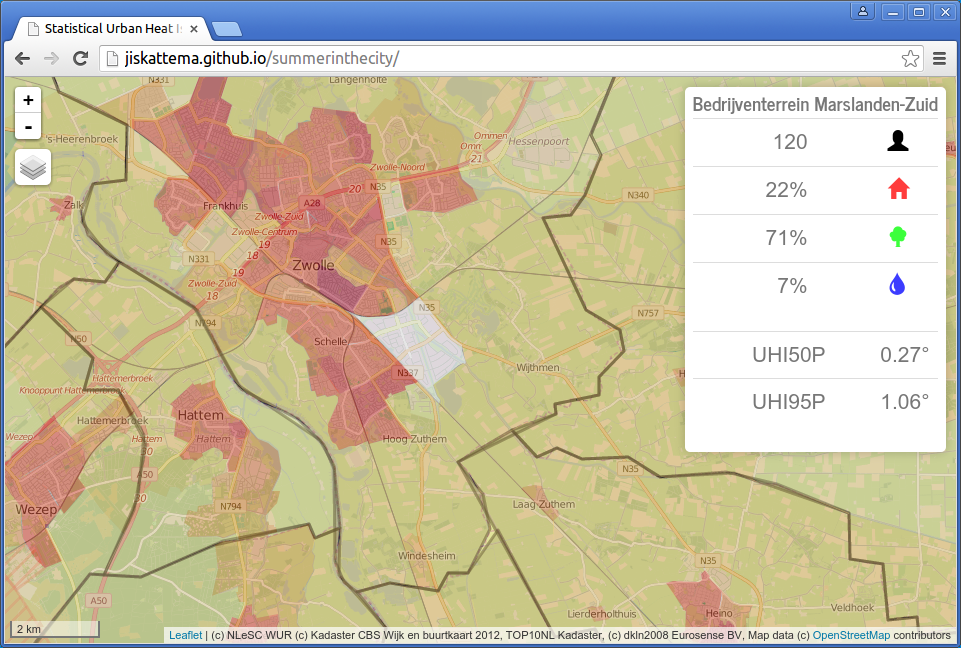 Statistical Urban Heat Is
jiskattema.github.io/summerinthecity/
+
-
Bedrijventerrein Marslanden-Zuid
120
22%
71%
7%
UHI50P 0.27°
UHI95P 1.06°
N331
Langenholte
's-Heerenbroek
Ommen
Hessenpoort
Omm
21
Zwolle-Noord
20 N35
N340
Zalk
Frankhuis
A28
Zwolle-Zuid
Zwolle-Centrum
19
N35
18
N331
Zwolle
19
Zwolle-Zuid
18
N35
N757
N794
N50
Schelle
Wijthmen
Hattemerbroek
N337
Knooppunt Hattemerbroek
Hattem
Hattemerbroek
Wezep
Hattem
Hattem
Hoog Zuthem
30
A50
N35
30
Wezep
N794
Laag Zuthem
Windesheim
N35
A50
Lierderholthuis
Heino
Veldhoek
2 km
Leaflet | (c) NLeSC WUR (c) Kadaster CBS Wijk en buurtkaart 2012, TOP10NL Kadaster, (c) dkln2008 Eurosense BV, Map data (c) OpenStreetMap contributors